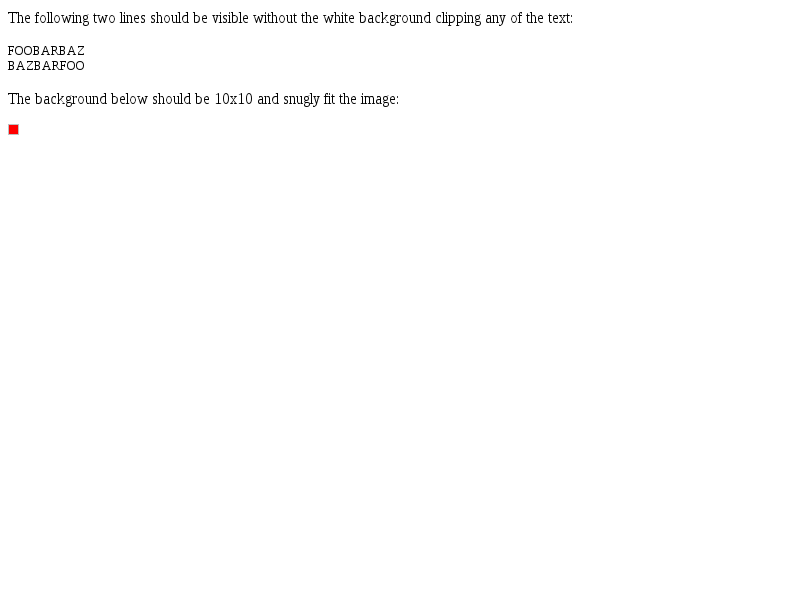 The following two lines should be visible without the white background clipping any of the text:
FOOBARBAZ
BAZBARFOO
The background below should be 10x10 and snugly fit the image: